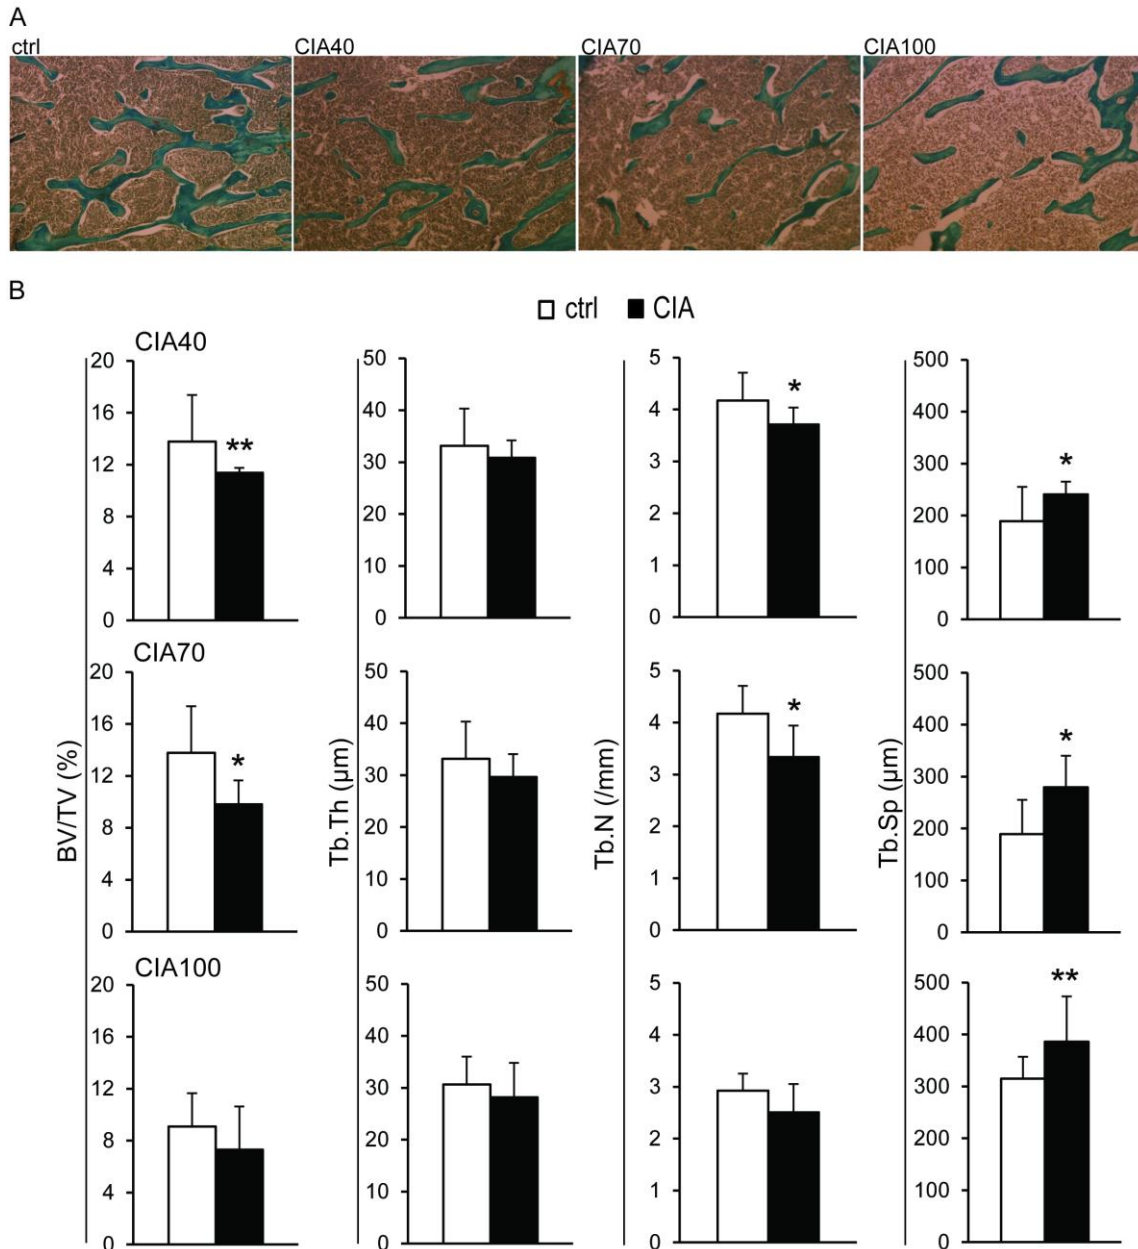 A
ctrl CIA40 CIA70 CIA100
B
ctrl CIA
CIA40
20 50 5 500
16 40 4 400
12 30 4 300
** * *
8 20 2 200
4 10 1 100
0 0 0 0
CIA70
20 50 5 500
16 40 4 400
12 30 3 300
* * *
8 20 2 200
4 10 1 100
0 0 0 0
BV/TV (%) Tb.Th (µm) Tb.N (/mm) Tb.Sp (µm)
CIA100
20 50 5 500
16 40 4 400
12 30 3 300
**
8 20 2 200
4 10 1 100
0 0 0 0